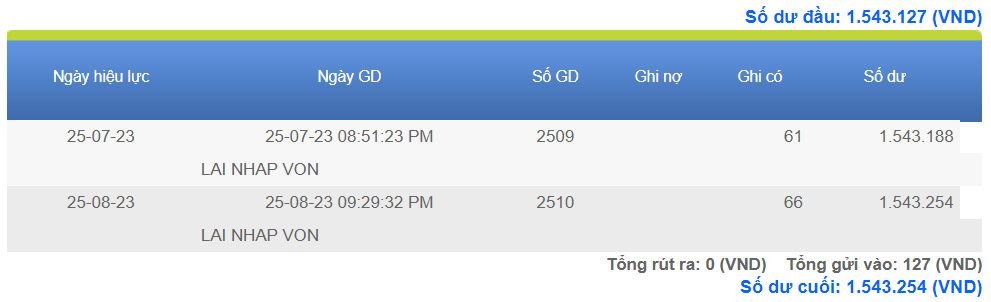 Số dư đầu: 1.543.127 (VND)
Ngày hiệu lực Ngày GD Số GD Ghi nợ Ghi có Số dư
25-07-23 25-07-23 08:51:23 PM 2509 61 1.543.188
LAI NHAP VON
25-08-23 25-08-23 09:29:32 PM 2510 66 1.543.254
LAI NHAP VON
Tổng rút ra: 0 (VND) Tổng gửi vào: 127 (VND)
Số dư cuối: 1.543.254 (VND)